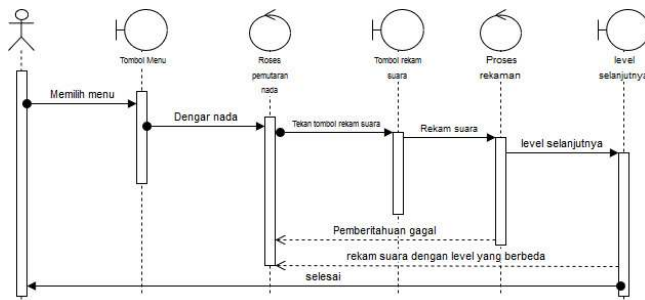 Tombol Menu
Roses
pemutaran
nada
Tombol rekam
suara
Proses
rekaman
level
selanjutnya
Memilih menu
Dengar nada
Tekan tombol rekam suara
Rekam suara
level selanjutnya
Pemberitahuan gagal
rekam suara dengan level yang berbeda
selesai